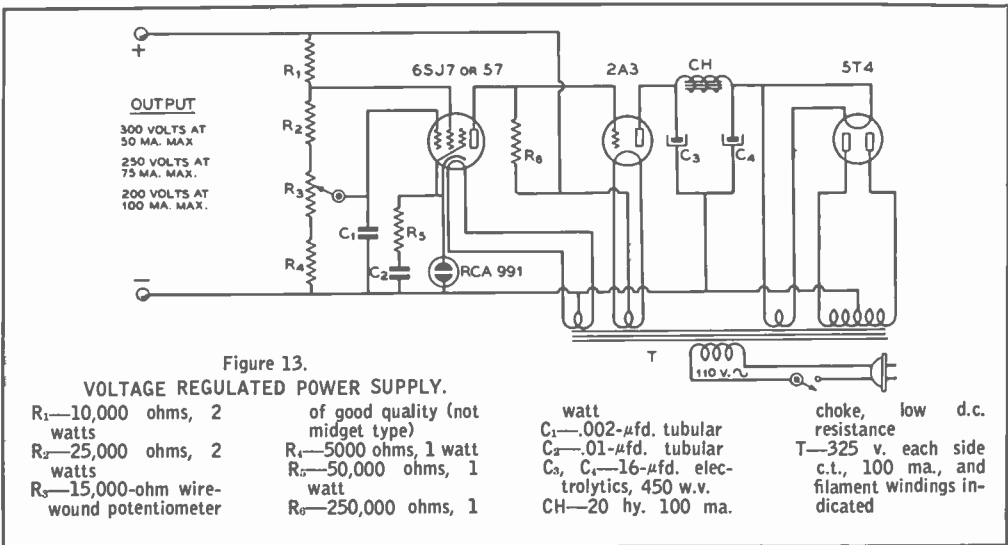 +
OUTPUT
300 VOLTS AT
50 MA. MAX
250 VOLTS AT
75 MA. MAX.
200 VOLTS AT
100 MA. MAX.
−
R1
R2
R3
R4
C1
R5
C2
6SJ7 OR 57
RCA 991
R6
2A3
CH
C3
C4
5T4
T
110 V. ~
Figure 13.
VOLTAGE REGULATED POWER SUPPLY.
R₁—10,000 ohms, 2
watts
R₂—25,000 ohms, 2
watts
R₃—15,000-ohm wire-
wound potentiometer
of good quality (not
midget type)
R₄—5000 ohms, 1 watt
R₅—50,000 ohms, 1
watt
R₆—250,000 ohms, 1
watt
C₁—.002-μfd. tubular
C₂—.01-μfd. tubular
C₃, C₄—16-μfd. elec-
trolytics, 450 w.v.
CH—20 hy. 100 ma.
choke, low d.c.
resistance
T—325 v. each side
c.t., 100 ma., and
filament windings in-
dicated